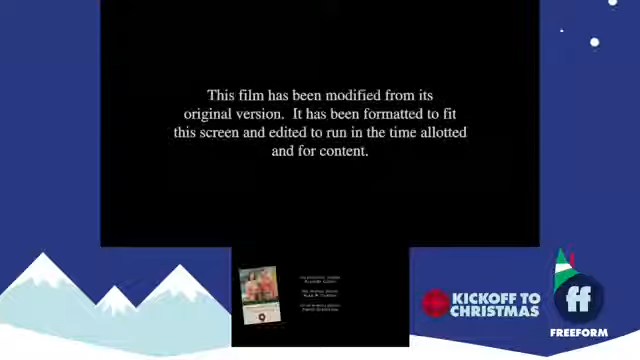 This film has been modified from its
original version. It has been formatted to fit
this screen and edited to run in the time allotted
and for content.
KICKOFF TO
CHRISTMAS
ff
FREEFORM